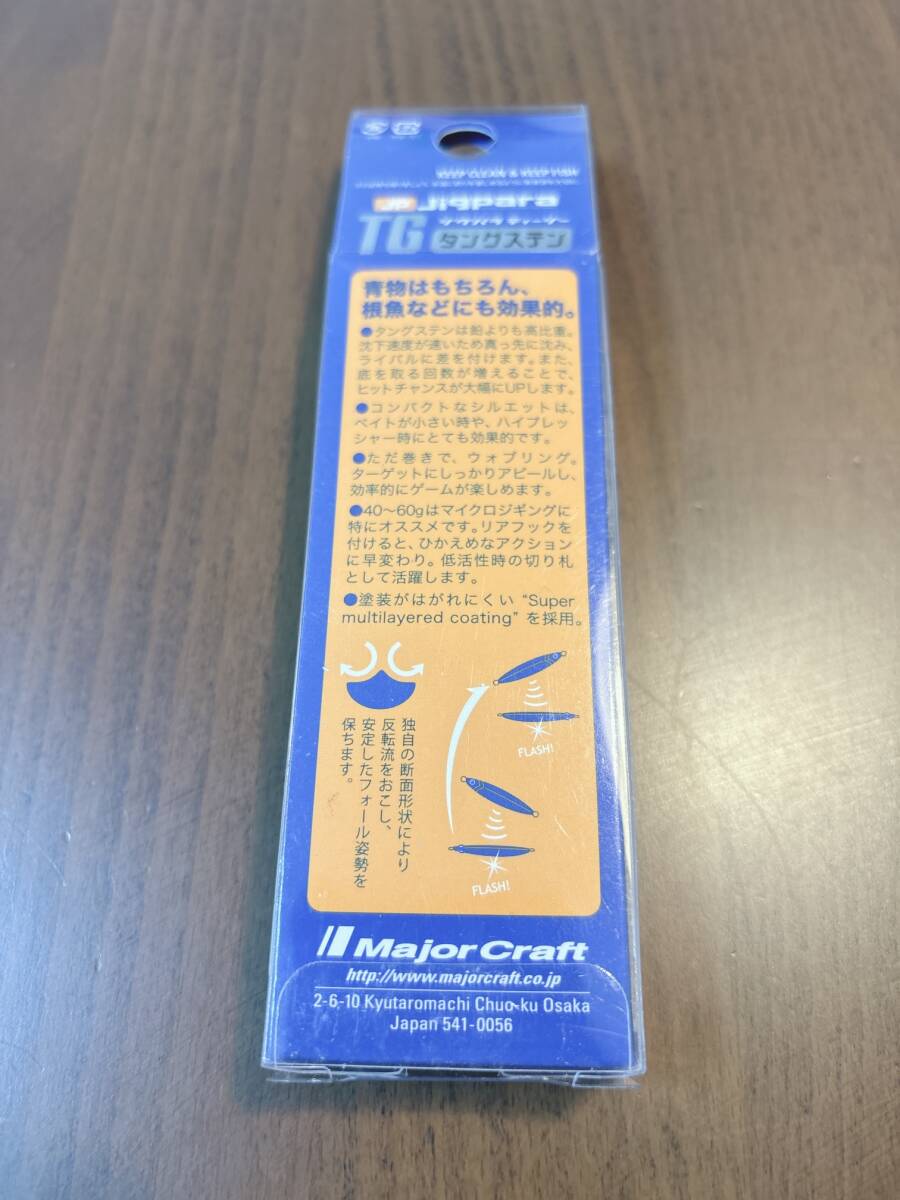 KEEP CLEAN & KEEP FISH
JP Jigpara
TG
タングステン
青物はもちろん、
根魚などにも効果的。
●タングステンは鉛よりも高比重。
沈下速度が速いため真っ先に沈み、
ライバルに差を付けます。また、
底を取る回数が増えることで、
ヒットチャンスが大幅にUPします。
●コンパクトなシルエットは、
ベイトが小さい時や、ハイプレッ
シャー時にとても効果的です。
●ただ巻きで、ウォブリング。
ターゲットにしっかりアピールし、
効率的にゲームが楽しめます。
●40～60gはマイクロジギングに
特にオススメです。リアフックを
付けると、ひかえめなアクション
に早変わり。低活性時の切り札
として活躍します。
●塗装がはがれにくい “Super
multilayered coating” を採用。
独自の断面形状により
反転流をおこし、
安定したフォール姿勢を
保ちます。
FLASH!
FLASH!
Major Craft
http://www.majorcraft.co.jp
2-6-10 Kyutaromachi Chuo-ku Osaka
Japan 541-0056